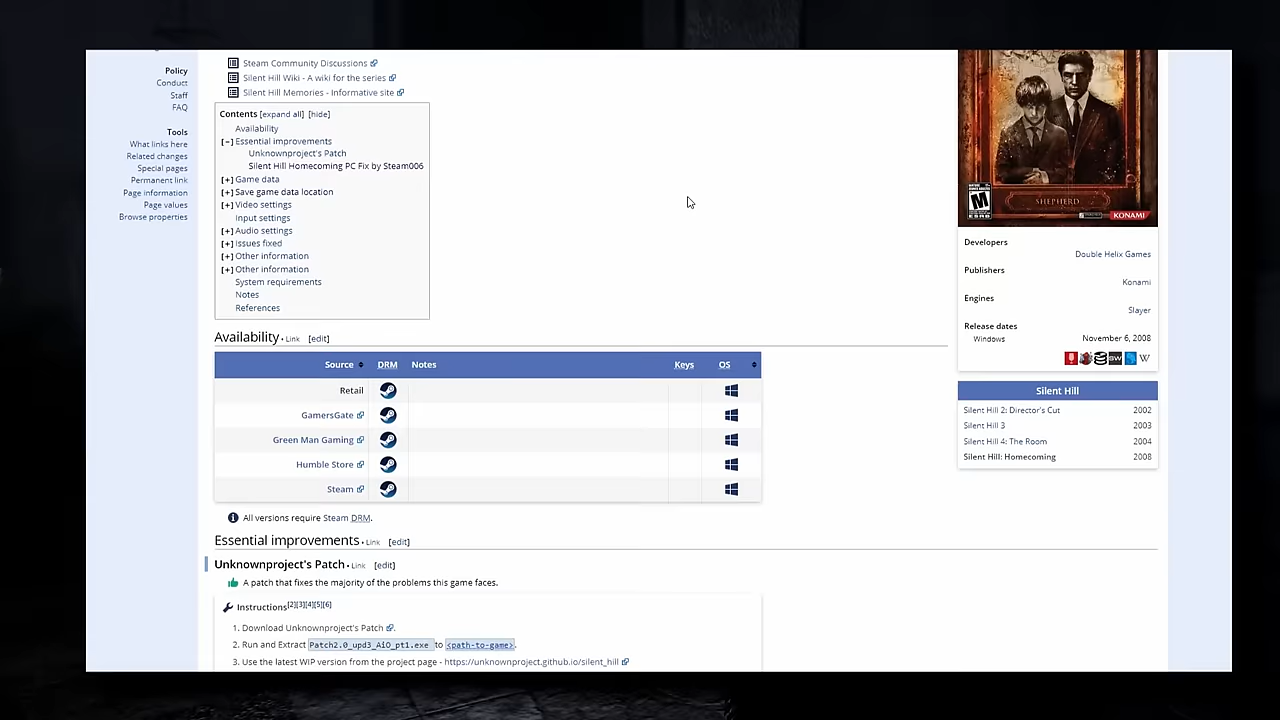 Policy
Conduct
Staff
FAQ
Tools
What links here
Related changes
Special pages
Permanent link
Page information
Page values
Browse properties
Steam Community Discussions
Silent Hill Wiki - A wiki for the series
Silent Hill Memories - Informative site
Contents [expand all] [hide]
Availability
[−] Essential improvements
Unknownproject's Patch
Silent Hill Homecoming PC Fix by Steam006
[+] Game data
[+] Save game data location
[+] Video settings
Input settings
[+] Audio settings
[+] Issues fixed
[+] Other information
[+] Other information
System requirements
Notes
References
Availability • Link [edit]
Source DRM Notes Keys OS
Retail
GamersGate
Green Man Gaming
Humble Store
Steam
All versions require Steam DRM.
Essential improvements • Link [edit]
Unknownproject's Patch • Link [edit]
A patch that fixes the majority of the problems this game faces.
Instructions[2][3][4][5][6]
1. Download Unknownproject's Patch.
2. Run and Extract Patch2.0_upd3_AiO_pt1.exe to <path-to-game>.
3. Use the latest WIP version from the project page - https://unknownproject.github.io/silent_hill
M
SHEPHERD
KONAMI
Developers
Double Helix Games
Publishers
Konami
Engines
Slayer
Release dates
Windows November 6, 2008
SW W
Silent Hill
Silent Hill 2: Director's Cut 2002
Silent Hill 3 2003
Silent Hill 4: The Room 2004
Silent Hill: Homecoming 2008